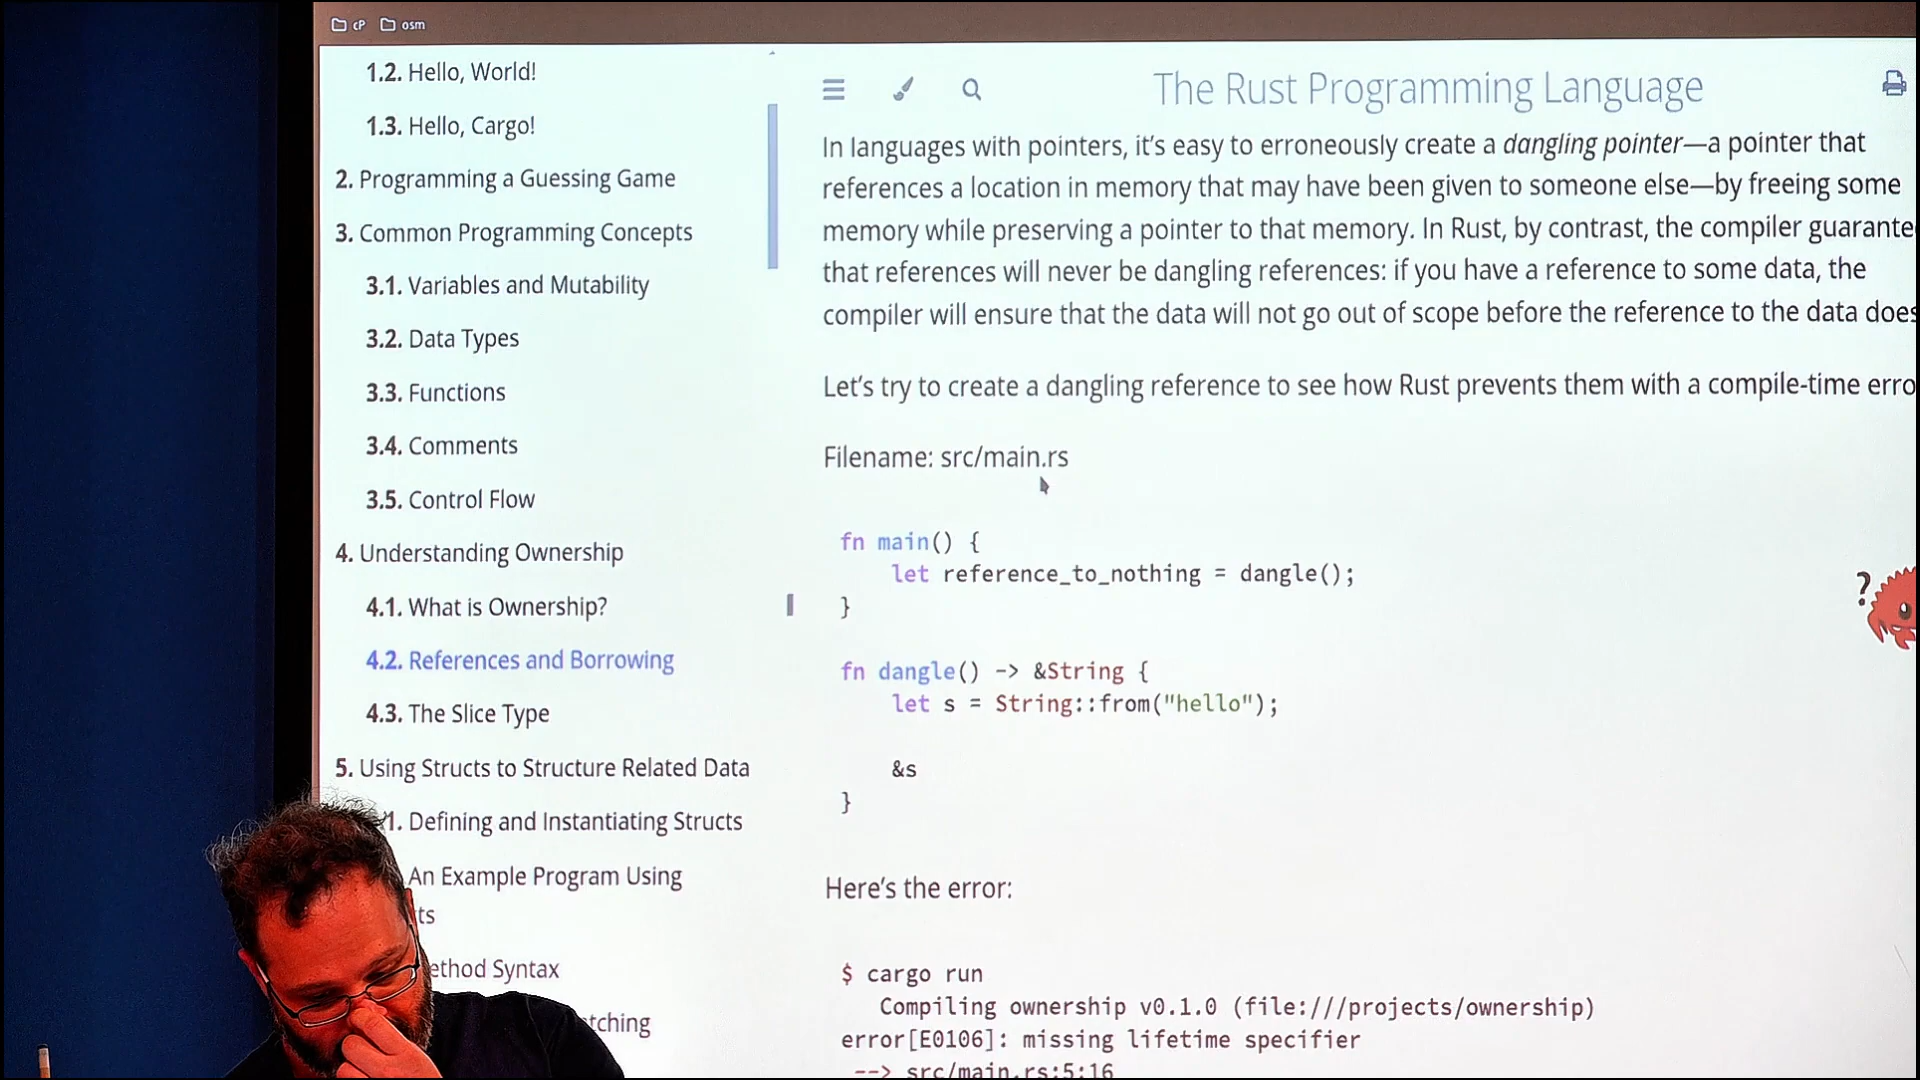 cP osm
1.2. Hello, World!
1.3. Hello, Cargo!
2. Programming a Guessing Game
3. Common Programming Concepts
3.1. Variables and Mutability
3.2. Data Types
3.3. Functions
3.4. Comments
3.5. Control Flow
4. Understanding Ownership
4.1. What is Ownership?
4.2. References and Borrowing
4.3. The Slice Type
5. Using Structs to Structure Related Data
1. Defining and Instantiating Structs
An Example Program Using
ts
ethod Syntax
tching
The Rust Programming Language
In languages with pointers, it’s easy to erroneously create a dangling pointer—a pointer that
references a location in memory that may have been given to someone else—by freeing some
memory while preserving a pointer to that memory. In Rust, by contrast, the compiler guarante
that references will never be dangling references: if you have a reference to some data, the
compiler will ensure that the data will not go out of scope before the reference to the data does
Let’s try to create a dangling reference to see how Rust prevents them with a compile-time erro
Filename: src/main.rs
fn main() {
let reference_to_nothing = dangle();
}
?
fn dangle() -> &String {
let s = String::from("hello");
&s
}
Here’s the error:
$ cargo run
Compiling ownership v0.1.0 (file:///projects/ownership)
error[E0106]: missing lifetime specifier
--> src/main.rs:5:16